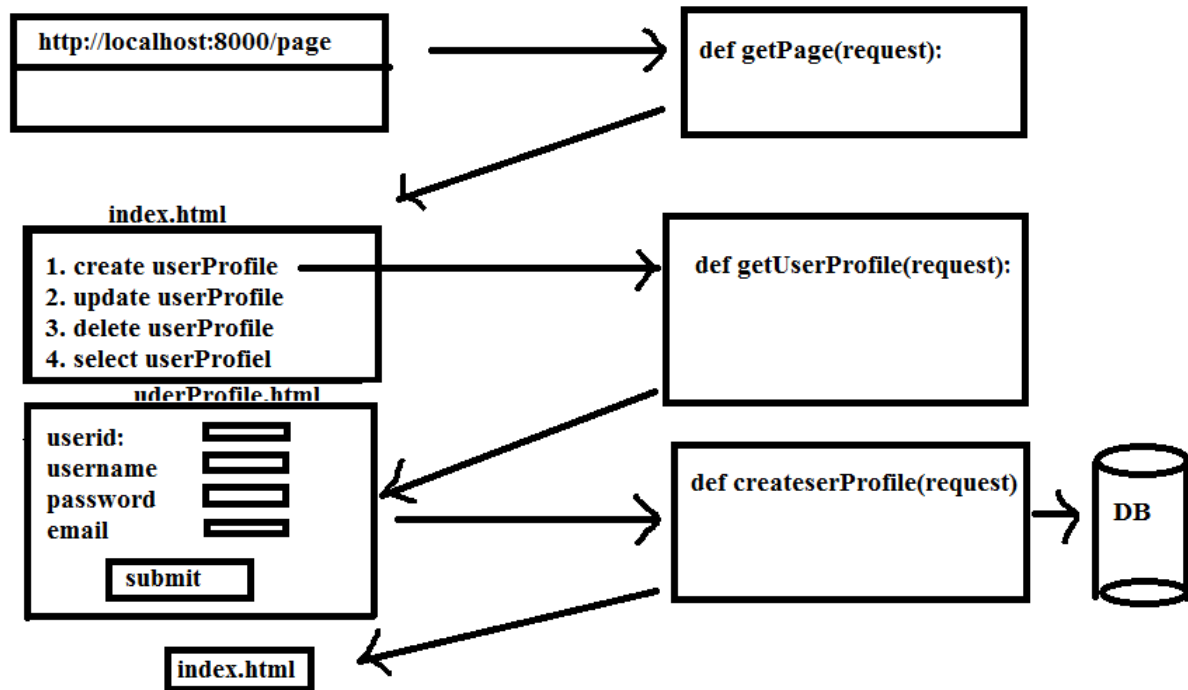 http://localhost:8000/page
def getPage(request):
index.html
1. create userProfile
2. update userProfile
3. delete userProfile
4. select userProfiel
def getUserProfile(request):
uderProfile.html
userid:
username
password
email
submit
def createserProfile(request)
DB
index.html